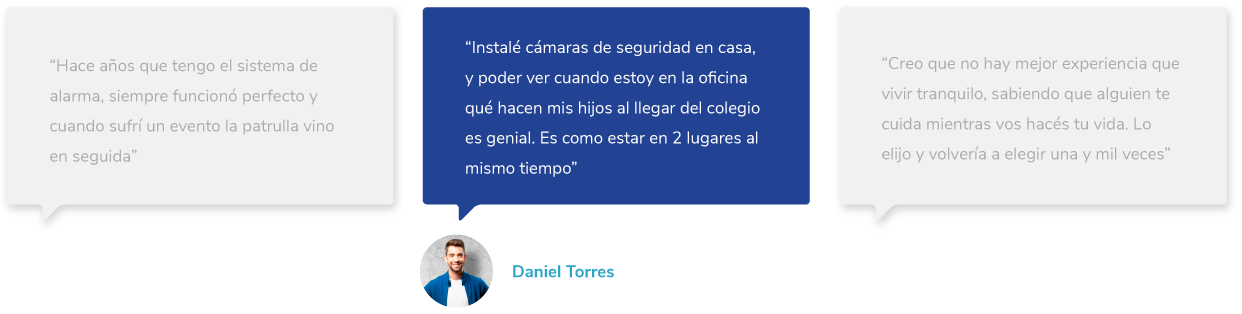 “Hace años que tengo el sistema de
alarma, siempre funcionó perfecto y
cuando sufrí un evento la patrulla vino
en seguida”
“Instalé cámaras de seguridad en casa,
y poder ver cuando estoy en la oficina
qué hacen mis hijos al llegar del colegio
es genial. Es como estar en 2 lugares al
mismo tiempo”
Daniel Torres
“Creo que no hay mejor experiencia que
vivir tranquilo, sabiendo que alguien te
cuida mientras vos hacés tu vida. Lo
elijo y volvería a elegir una y mil veces”